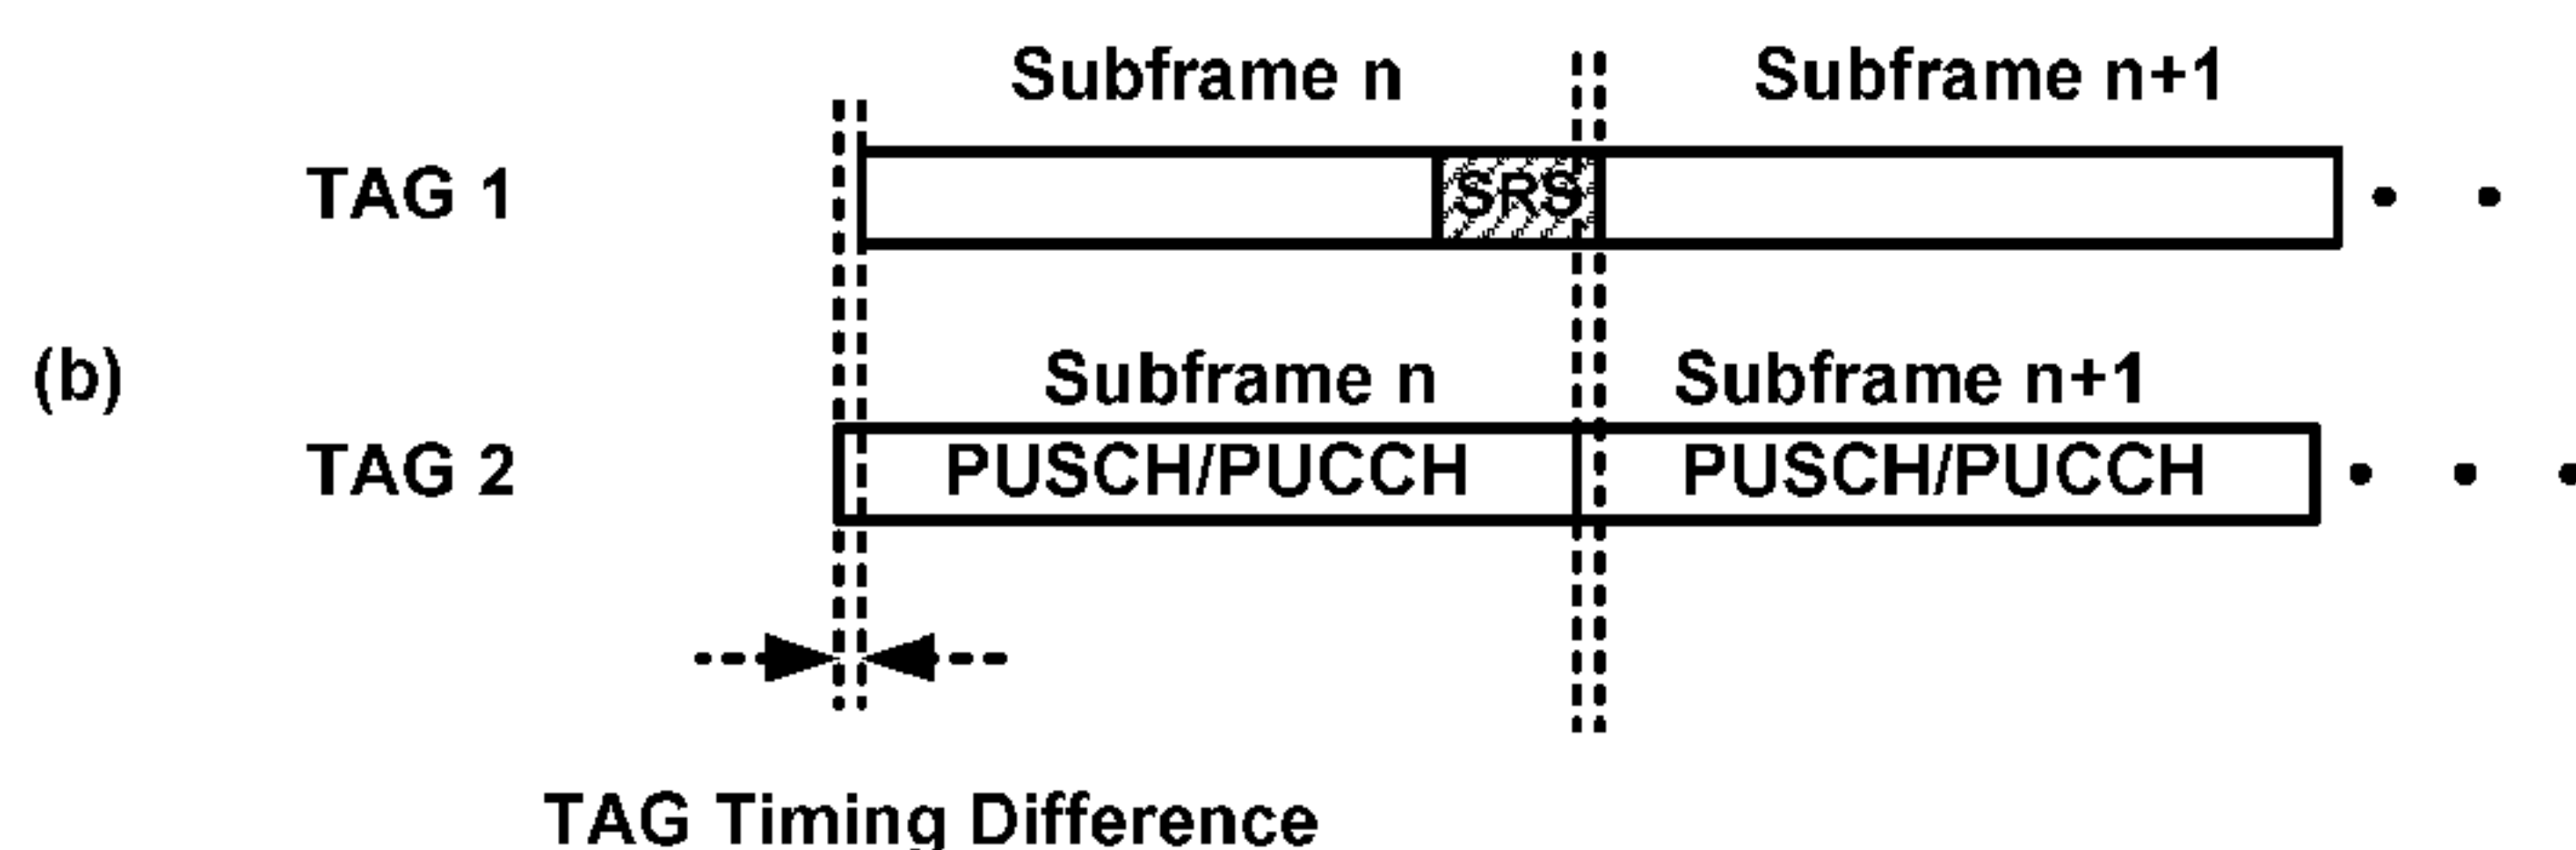 Subframe n Subframe n+1
TAG 1 SRS
(b)
Subframe n Subframe n+1
TAG 2 PUSCH/PUCCH PUSCH/PUCCH
TAG Timing Difference